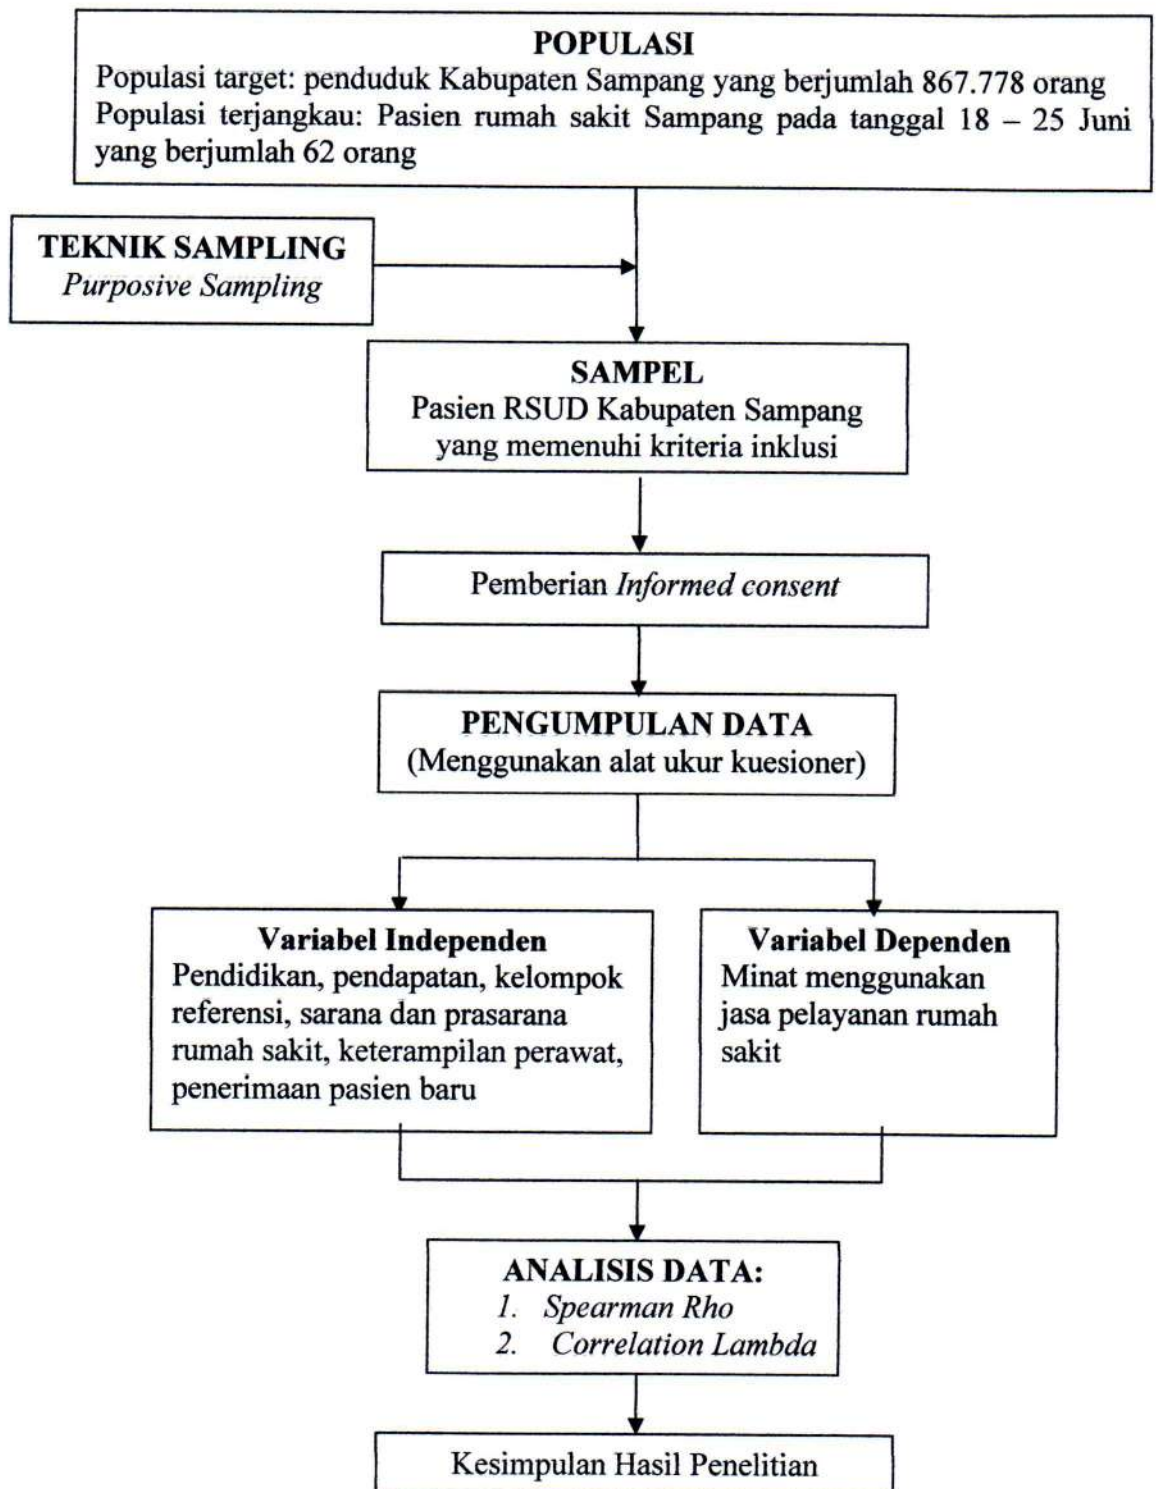 POPULASI
Populasi target: penduduk Kabupaten Sampang yang berjumlah 867.778 orang
Populasi terjangkau: Pasien rumah sakit Sampang pada tanggal 18 – 25 Juni
yang berjumlah 62 orang
TEKNIK SAMPLING
Purposive Sampling
SAMPEL
Pasien RSUD Kabupaten Sampang
yang memenuhi kriteria inklusi
Pemberian Informed consent
PENGUMPULAN DATA
(Menggunakan alat ukur kuesioner)
Variabel Independen
Pendidikan, pendapatan, kelompok
referensi, sarana dan prasarana
rumah sakit, keterampilan perawat,
penerimaan pasien baru
Variabel Dependen
Minat menggunakan
jasa pelayanan rumah
sakit
ANALISIS DATA:
1. Spearman Rho
2. Correlation Lambda
Kesimpulan Hasil Penelitian